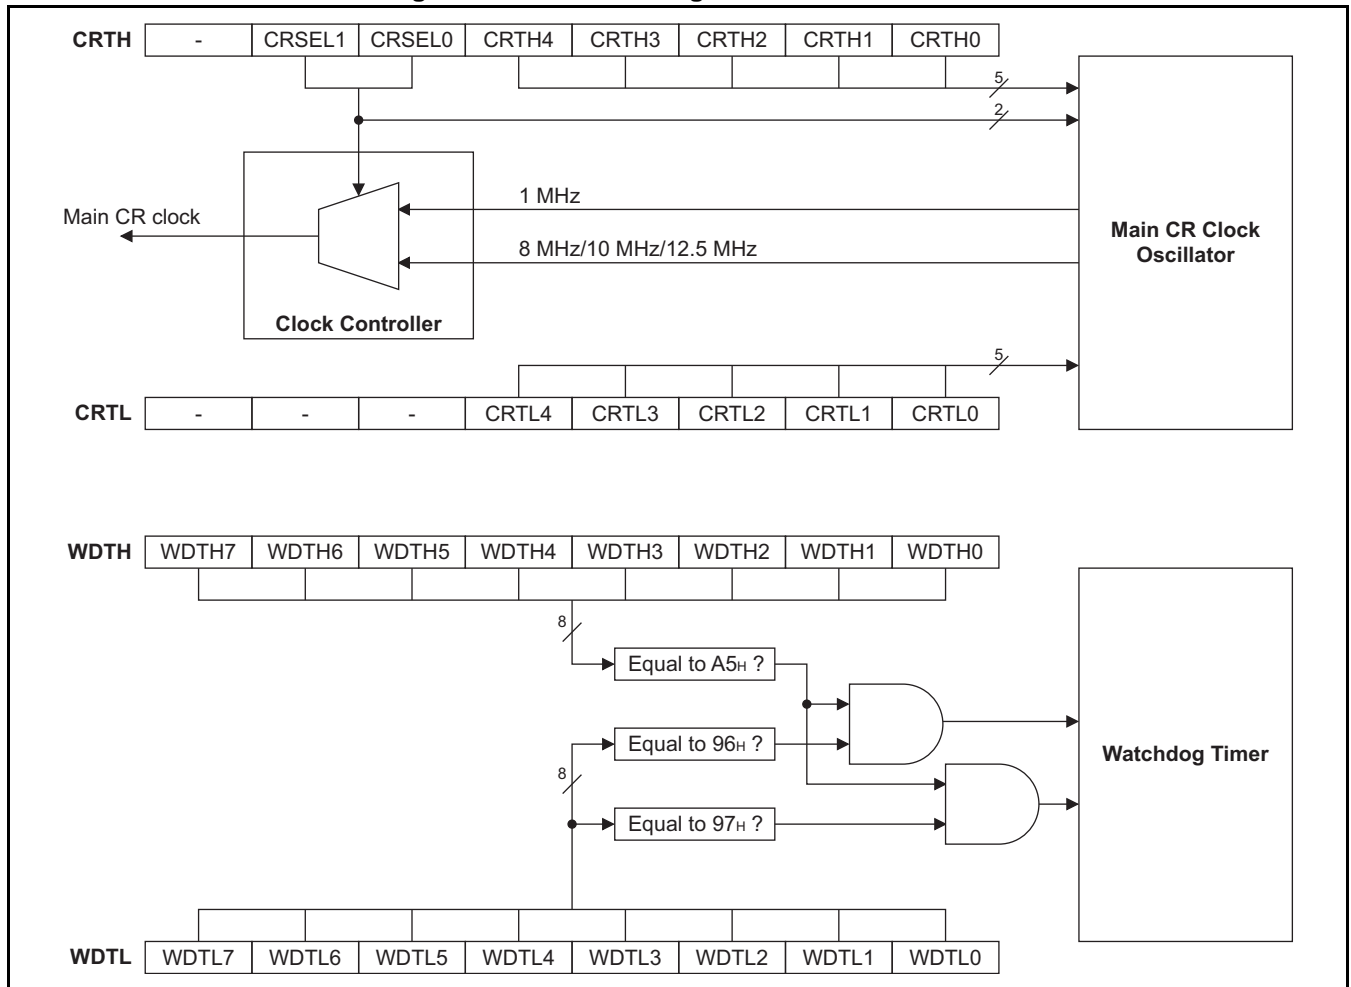 CRTH - CRSEL1 CRSEL0 CRTH4 CRTH3 CRTH2 CRTH1 CRTH0
5
2
1 MHz
Main CR clock
8 MHz/10 MHz/12.5 MHz
Main CR Clock
Oscillator
Clock Controller
5
CRTL - - - CRTL4 CRTL3 CRTL2 CRTL1 CRTL0
WDTH WDTH7 WDTH6 WDTH5 WDTH4 WDTH3 WDTH2 WDTH1 WDTH0
8
Equal to A5H ?
Equal to 96H ?
8
Equal to 97H ?
Watchdog Timer
WDTL WDTL7 WDTL6 WDTL5 WDTL4 WDTL3 WDTL2 WDTL1 WDTL0